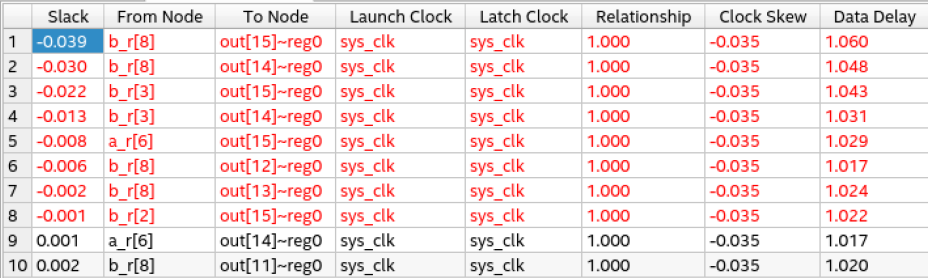 Slack From Node To Node Launch Clock Latch Clock Relationship Clock Skew Data Delay
1 -0.039 b_r[8] out[15]~reg0 sys_clk sys_clk 1.000 -0.035 1.060
2 -0.030 b_r[8] out[14]~reg0 sys_clk sys_clk 1.000 -0.035 1.048
3 -0.022 b_r[3] out[15]~reg0 sys_clk sys_clk 1.000 -0.035 1.043
4 -0.013 b_r[3] out[14]~reg0 sys_clk sys_clk 1.000 -0.035 1.031
5 -0.008 a_r[6] out[15]~reg0 sys_clk sys_clk 1.000 -0.035 1.029
6 -0.006 b_r[8] out[12]~reg0 sys_clk sys_clk 1.000 -0.035 1.017
7 -0.002 b_r[8] out[13]~reg0 sys_clk sys_clk 1.000 -0.035 1.024
8 -0.001 b_r[2] out[15]~reg0 sys_clk sys_clk 1.000 -0.035 1.022
9 0.001 a_r[6] out[14]~reg0 sys_clk sys_clk 1.000 -0.035 1.017
10 0.002 b_r[8] out[11]~reg0 sys_clk sys_clk 1.000 -0.035 1.020